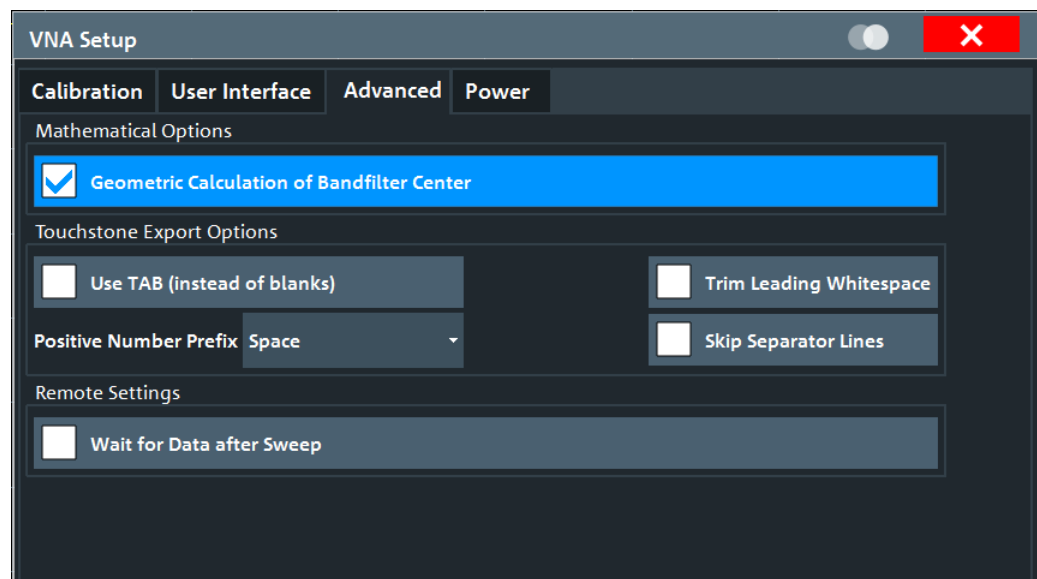 VNA Setup
Calibration User Interface Advanced Power
Mathematical Options
Geometric Calculation of Bandfilter Center
Touchstone Export Options
Use TAB (instead of blanks) Trim Leading Whitespace
Positive Number Prefix Space Skip Separator Lines
Remote Settings
Wait for Data after Sweep